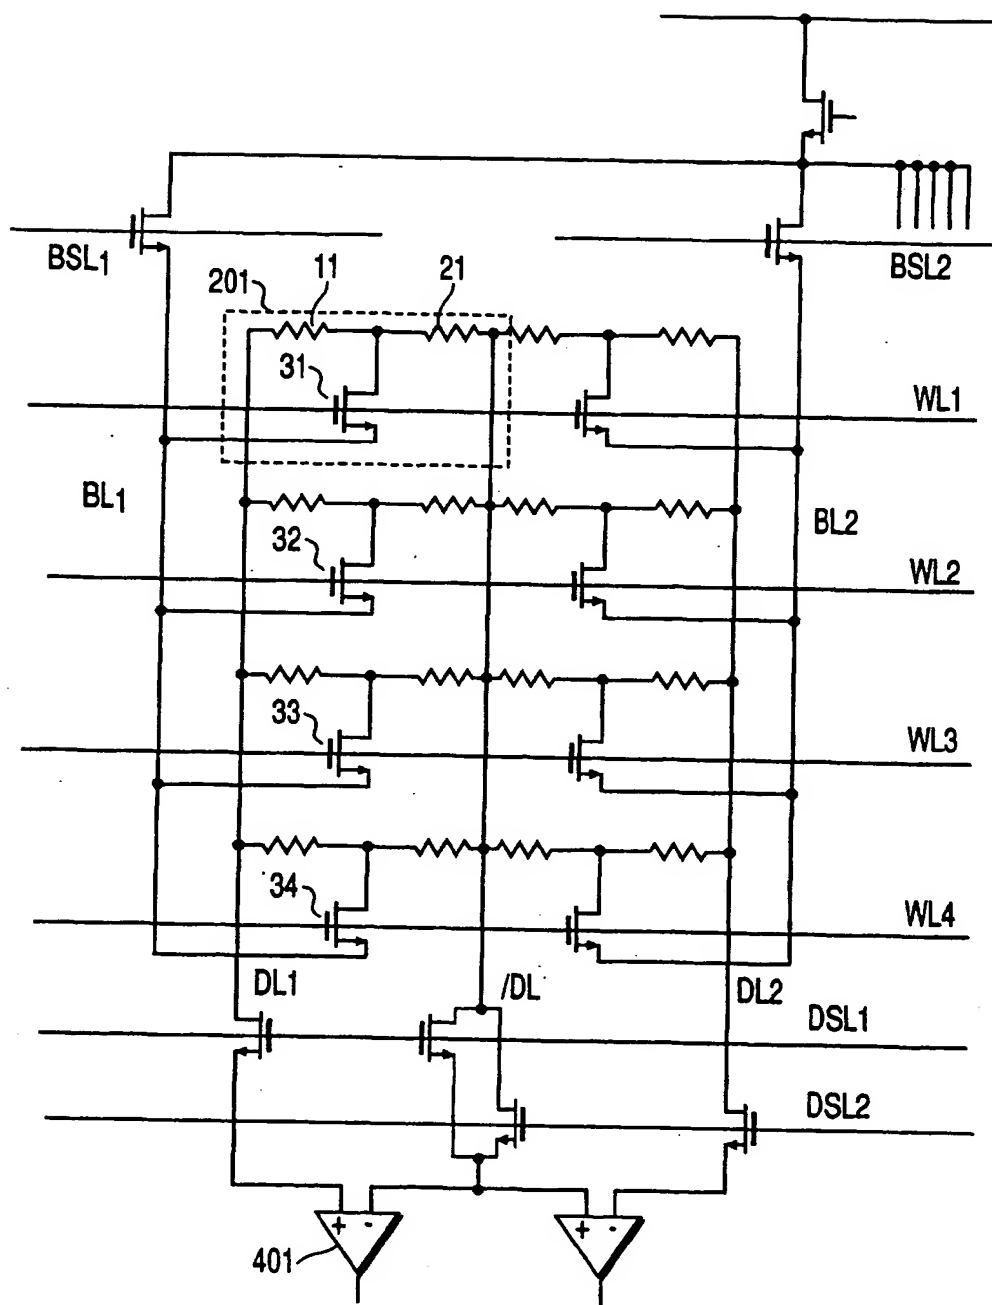 BSL1
BSL2
201
11
21
31
WL1
BL1
BL2
32
WL2
33
WL3
34
WL4
DL1
/DL
DL2
DSL1
DSL2
+ -
+ -
401